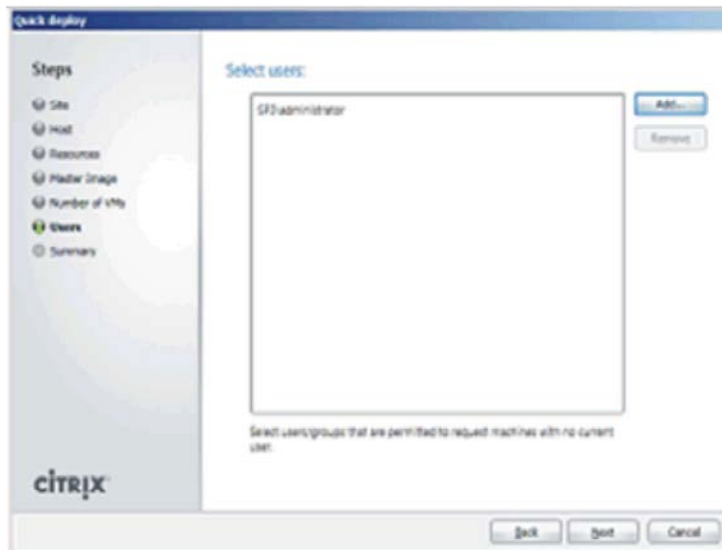 Quick deploy
Steps
Site
Host
Resources
Master Image
Number of VMs
Users
Summary
Select users:
administrator
Add...
Remove
Select users/groups that are permitted to request machines with no current
user.
CITRIX
Back
Next
Cancel